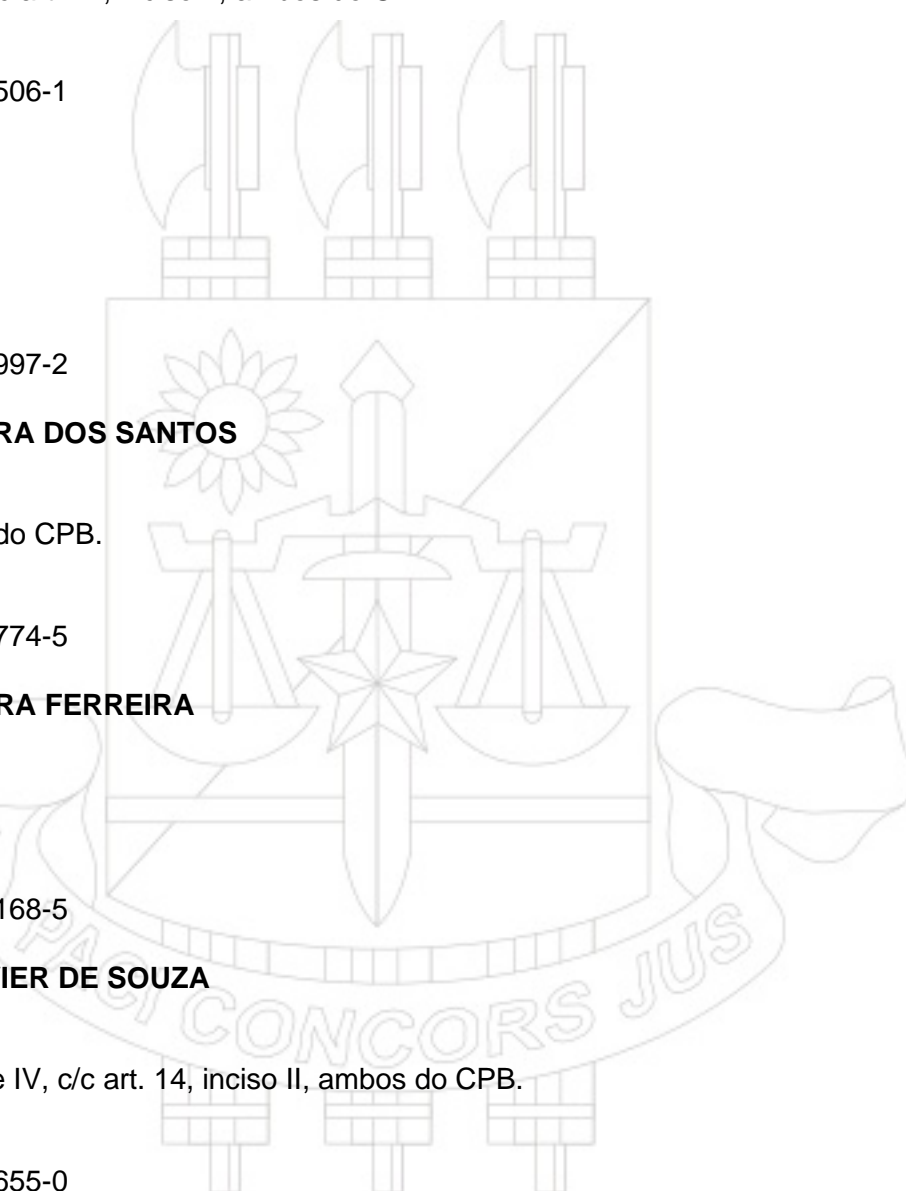 506-1
997-2
RA DOS SANTOS
do CPB.
774-5
RA FERREIRA
168-5
VIER DE SOUZA
PACI CONCORS JUS
e IV, c/c art. 14, inciso II, ambos do CPB.
655-0